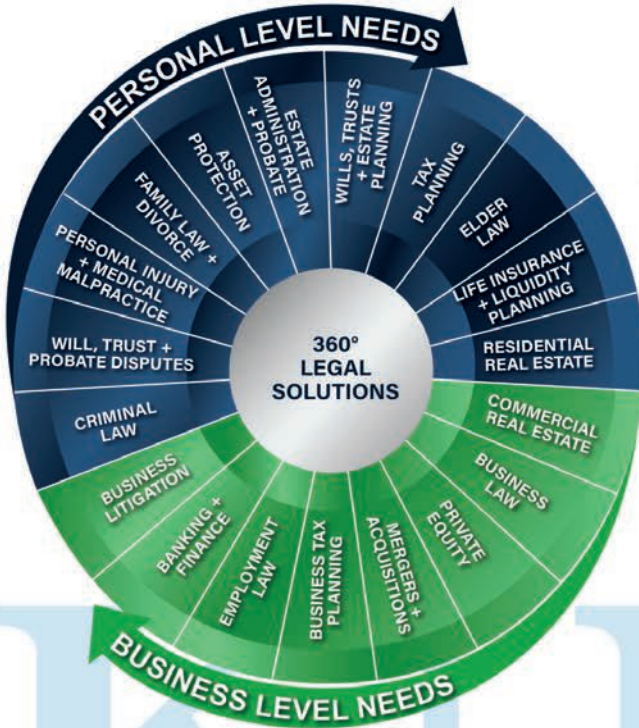 PERSONAL LEVEL NEEDS
CRIMINAL
LAW
WILL, TRUST +
PROBATE DISPUTES
PERSONAL INJURY
+ MEDICAL
MALPRACTICE
FAMILY LAW +
DIVORCE
ASSET
PROTECTION
ESTATE
ADMINISTRATION
+ PROBATE
WILLS, TRUSTS
+ ESTATE
PLANNING
TAX
PLANNING
ELDER
LAW
LIFE INSURANCE
+ LIQUIDITY
PLANNING
RESIDENTIAL
REAL ESTATE
360°
LEGAL
SOLUTIONS
COMMERCIAL
REAL ESTATE
BUSINESS
LAW
PRIVATE
EQUITY
MERGERS +
ACQUISITIONS
BUSINESS TAX
PLANNING
EMPLOYMENT
LAW
BANKING +
FINANCE
BUSINESS
LITIGATION
BUSINESS LEVEL NEEDS